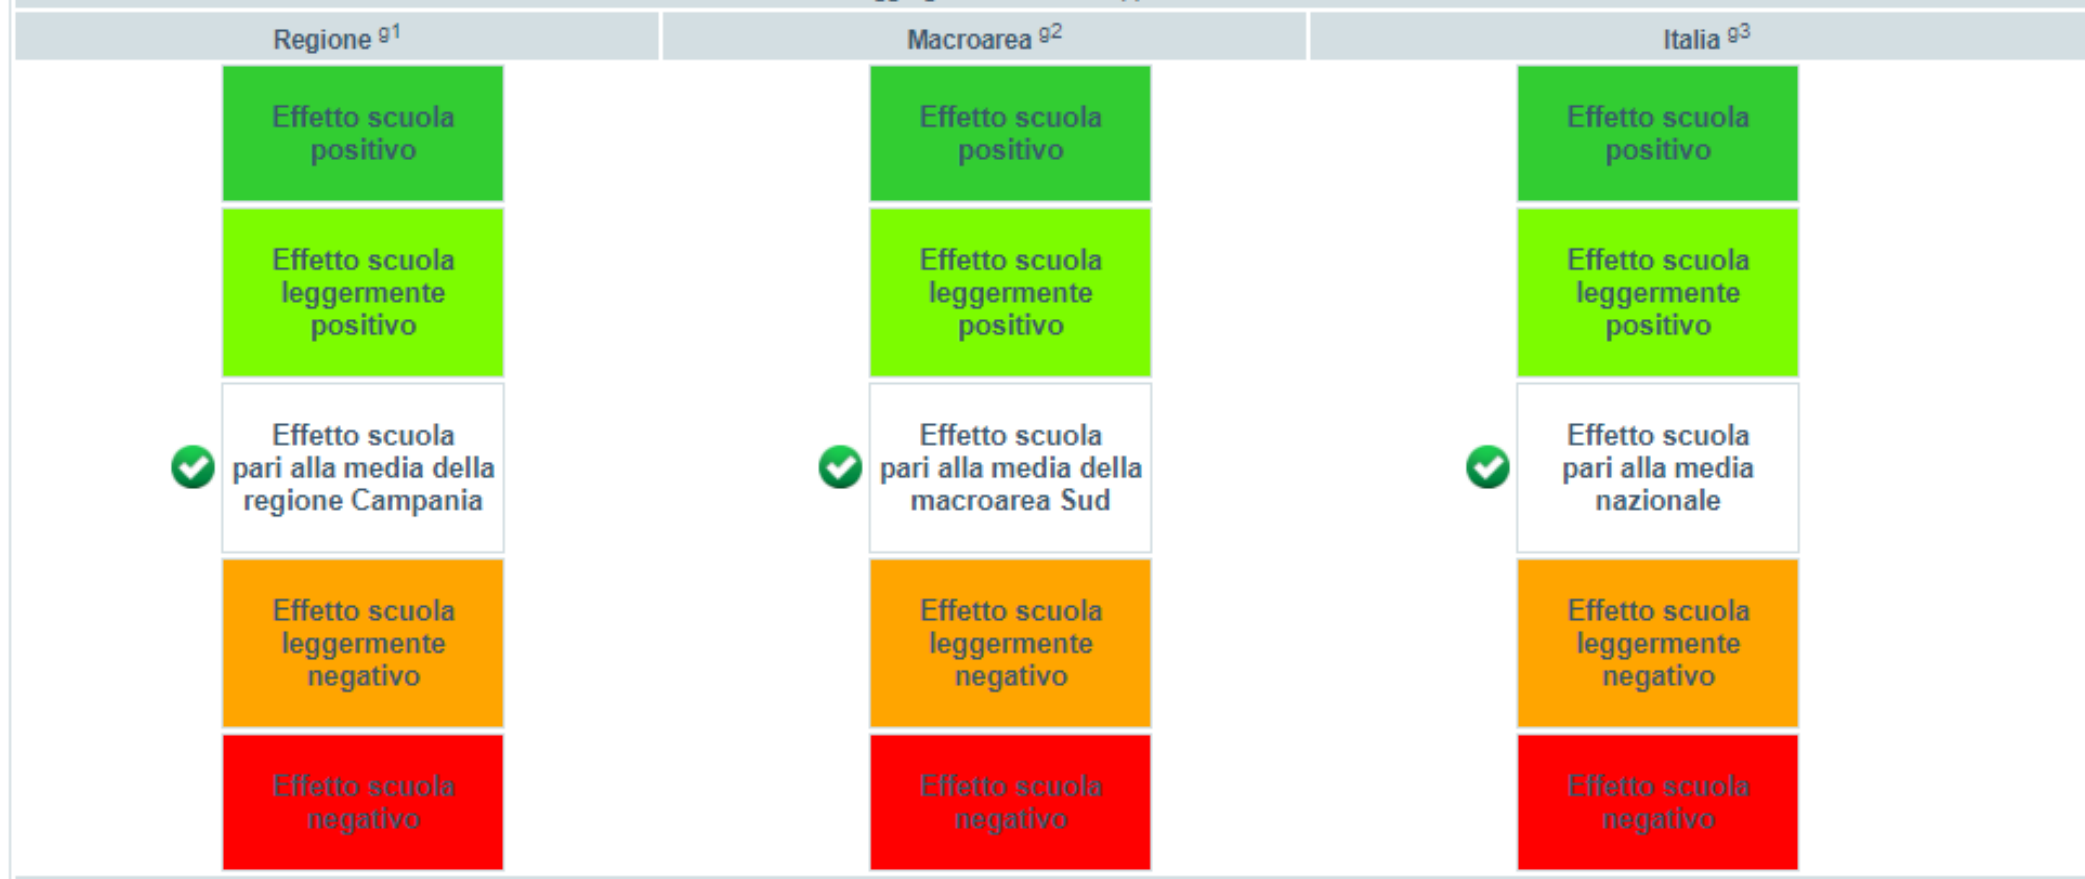 Regione g1
Macroarea g2
Italia g3
Effetto scuola
positivo
Effetto scuola
positivo
Effetto scuola
positivo
Effetto scuola
leggermente
positivo
Effetto scuola
leggermente
positivo
Effetto scuola
leggermente
positivo
Effetto scuola
pari alla media della
regione Campania
Effetto scuola
pari alla media della
macroarea Sud
Effetto scuola
pari alla media
nazionale
Effetto scuola
leggermente
negativo
Effetto scuola
leggermente
negativo
Effetto scuola
leggermente
negativo
Effetto scuola
negativo
Effetto scuola
negativo
Effetto scuola
negativo